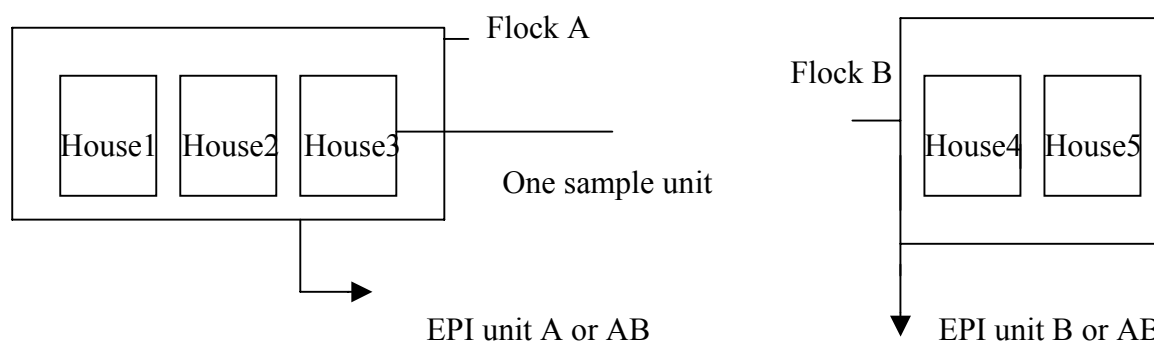 Flock A
Flock B
House1 House2 House3
House4 House5
One sample unit
EPI unit A or AB
EPI unit B or AB